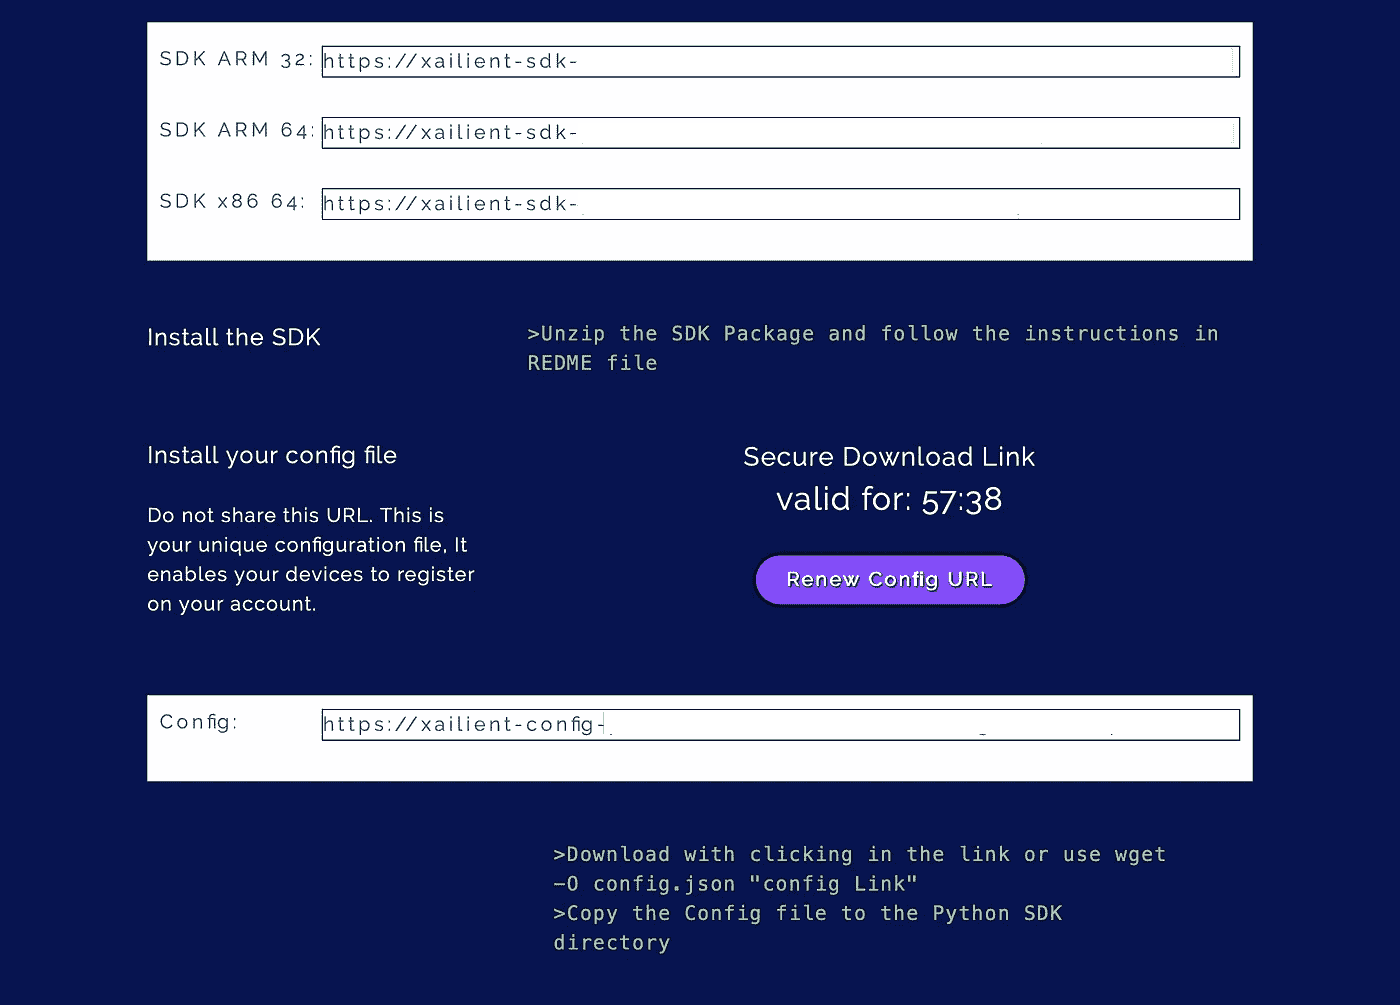 SDK ARM 32: https://xailient-sdk-
SDK ARM 64: https://xailient-sdk-
SDK x86 64: https://xailient-sdk-
Install the SDK
>Unzip the SDK Package and follow the instructions in
REDME file
Install your config file
Do not share this URL. This is
your unique configuration file, It
enables your devices to register
on your account.
Secure Download Link
valid for: 57:38
Renew Config URL
Config: https://xailient-config-
>Download with clicking in the link or use wget
-O config.json "config Link"
>Copy the Config file to the Python SDK
directory